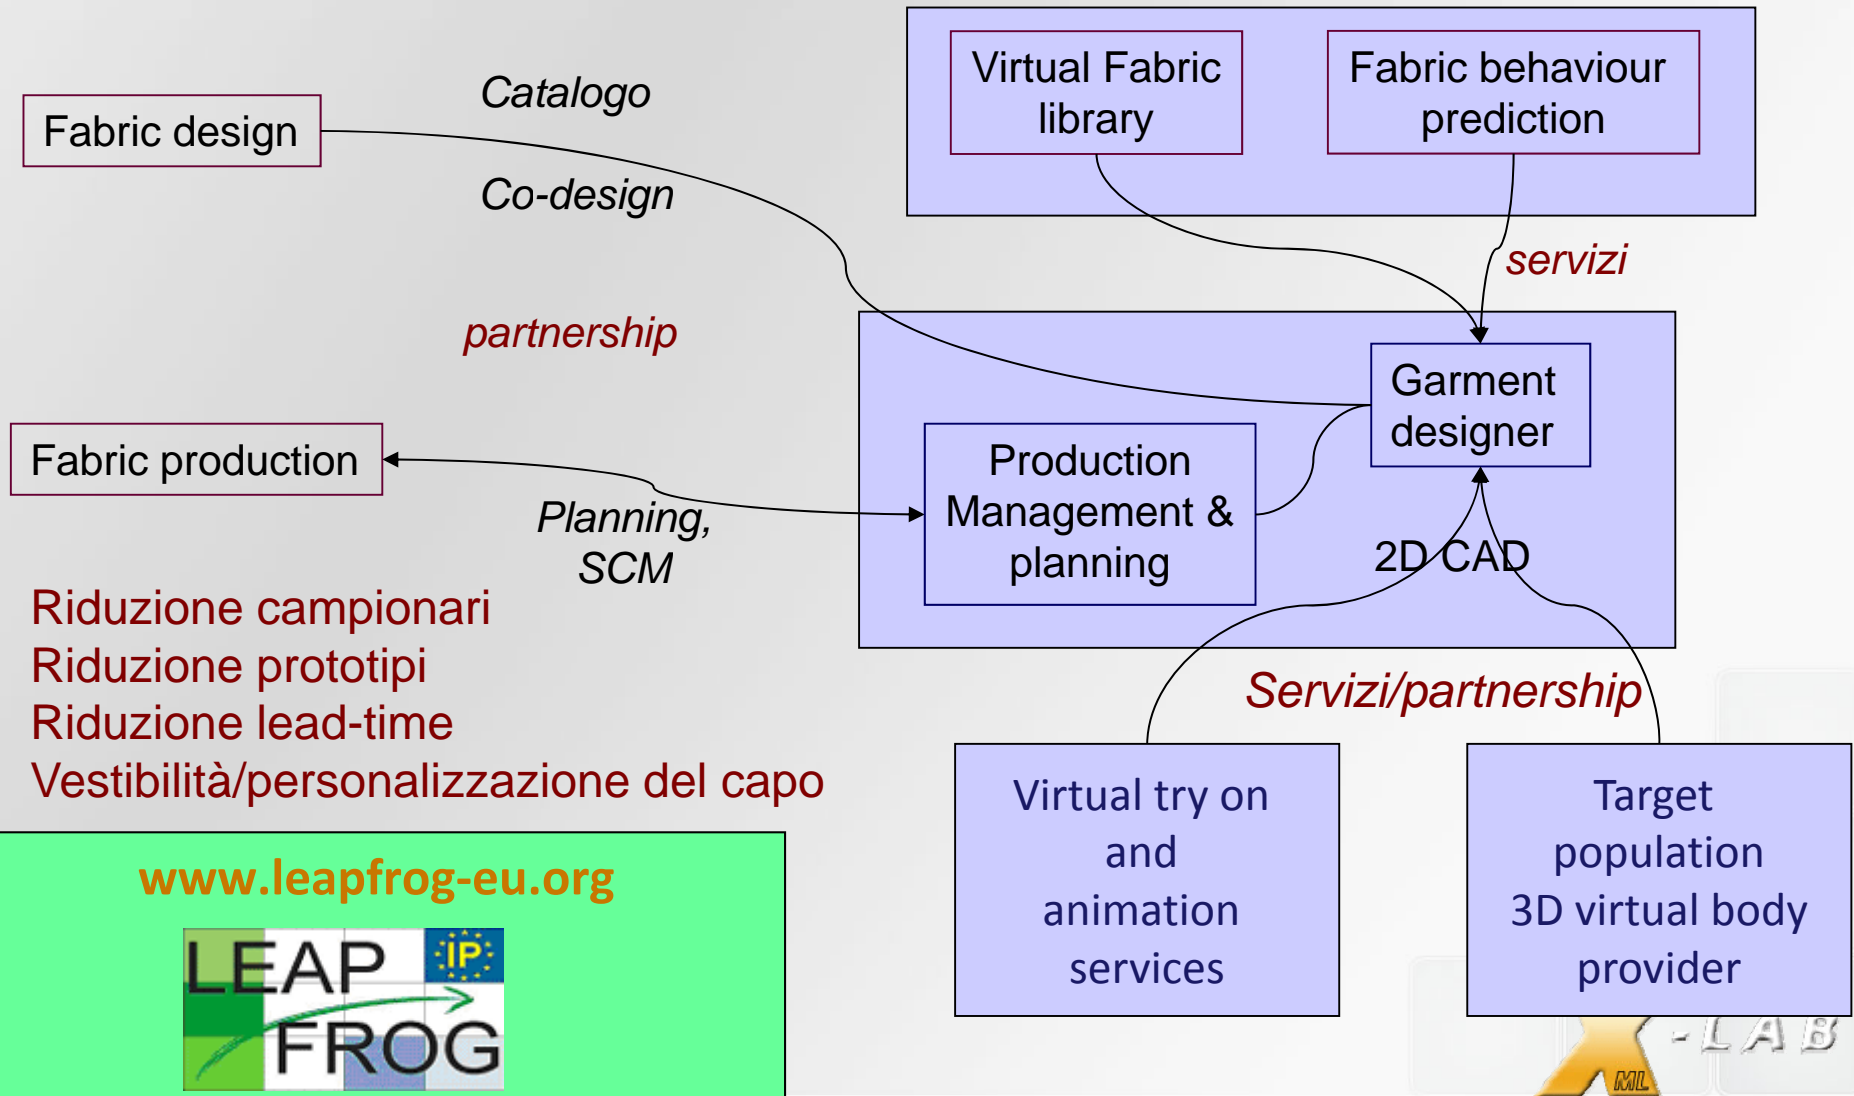 Virtual Fabric
library
Fabric behaviour
prediction
Catalogo
Fabric design
Co-design
servizi
partnership
Garment
designer
Fabric production
Production
Management &
planning
Planning,
SCM
2D CAD
Riduzione campionari
Riduzione prototipi
Riduzione lead-time
Vestibilità/personalizzazione del capo
Servizi/partnership
Virtual try on
and
animation
services
Target
population
3D virtual body
provider
www.leapfrog-eu.org
LEAP
IP
FROG
X-LAB
ML